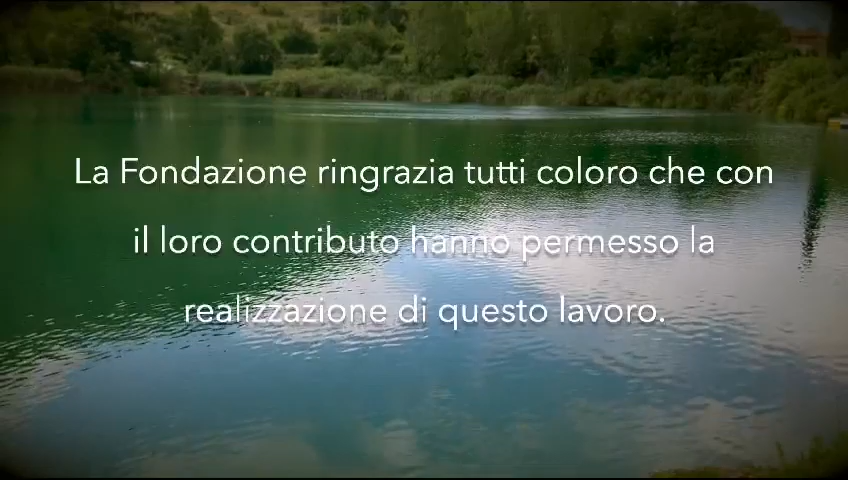 La Fondazione ringrazia tutti coloro che con
il loro contributo hanno permesso la
realizzazione di questo lavoro.